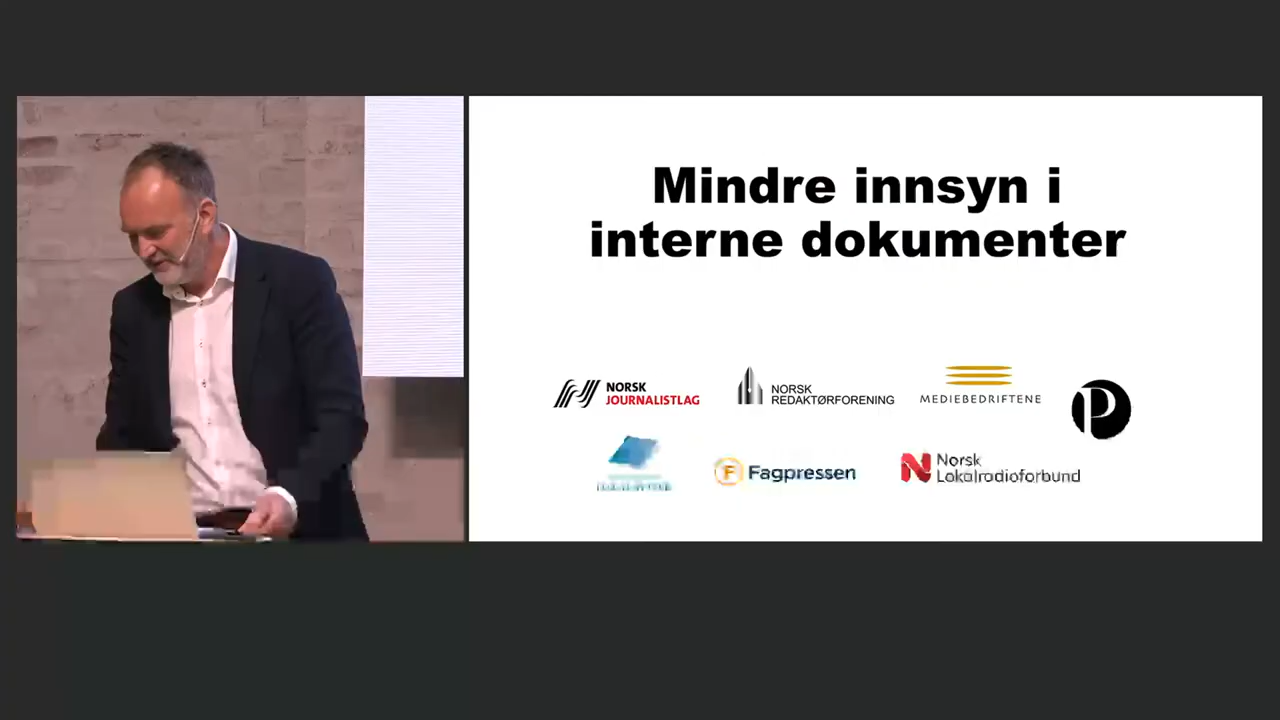 Mindre innsyn i
interne dokumenter
NORSK
JOURNALISTLAG
NORSK
REDAKTØRFORENING
MEDIEBEDRIFTENE
P
F
Fagpressen
N
Norsk
Lokalradioforbund